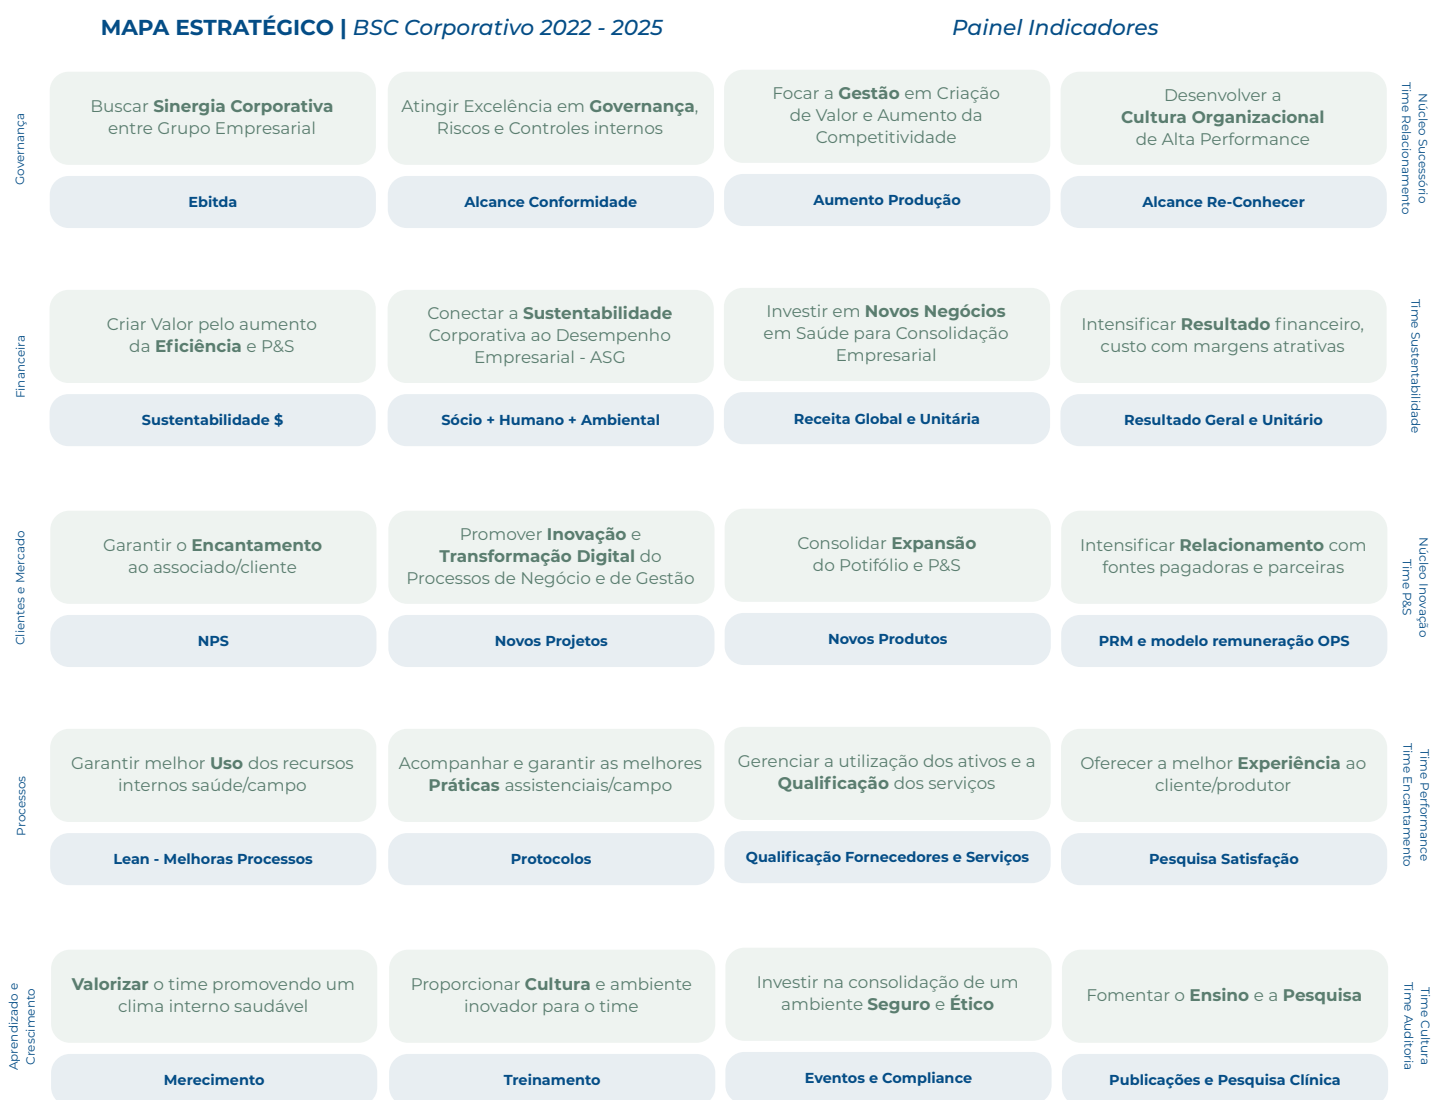 MAPA ESTRATÉGICO | BSC Corporativo 2022 - 2025
Painel Indicadores
Governança
Buscar Sinergia Corporativa
entre Grupo Empresarial
Ebitda
Atingir Excelência em Governança,
Riscos e Controles internos
Alcance Conformidade
Focar a Gestão em Criação
de Valor e Aumento da
Competitividade
Aumento Produção
Desenvolver a
Cultura Organizacional
de Alta Performance
Alcance Re-Conhecer
Núcleo Sucessório
Time Relacionamento
Financeira
Criar Valor pelo aumento
da Eficiência e P&S
Sustentabilidade $
Conectar a Sustentabilidade
Corporativa ao Desempenho
Empresarial - ASG
Sócio + Humano + Ambiental
Investir em Novos Negócios
em Saúde para Consolidação
Empresarial
Receita Global e Unitária
Intensificar Resultado financeiro,
custo com margens atrativas
Resultado Geral e Unitário
Time Sustentabilidade
Clientes e Mercado
Garantir o Encantamento
ao associado/cliente
NPS
Promover Inovação e
Transformação Digital do
Processos de Negócio e de Gestão
Novos Projetos
Consolidar Expansão
do Potifólio e P&S
Novos Produtos
Intensificar Relacionamento com
fontes pagadoras e parceiras
PRM e modelo remuneração OPS
Núcleo Inovação
Time P&S
Processos
Garantir melhor Uso dos recursos
internos saúde/campo
Lean - Melhoras Processos
Acompanhar e garantir as melhores
Práticas assistenciais/campo
Protocolos
Gerenciar a utilização dos ativos e a
Qualificação dos serviços
Qualificação Fornecedores e Serviços
Oferecer a melhor Experiência ao
cliente/produtor
Pesquisa Satisfação
Time Performance
Time Encantamento
Aprendizado e
Crescimento
Valorizar o time promovendo um
clima interno saudável
Merecimento
Proporcionar Cultura e ambiente
inovador para o time
Treinamento
Investir na consolidação de um
ambiente Seguro e Ético
Eventos e Compliance
Fomentar o Ensino e a Pesquisa
Publicações e Pesquisa Clínica
Time Cultura
Time Auditoria